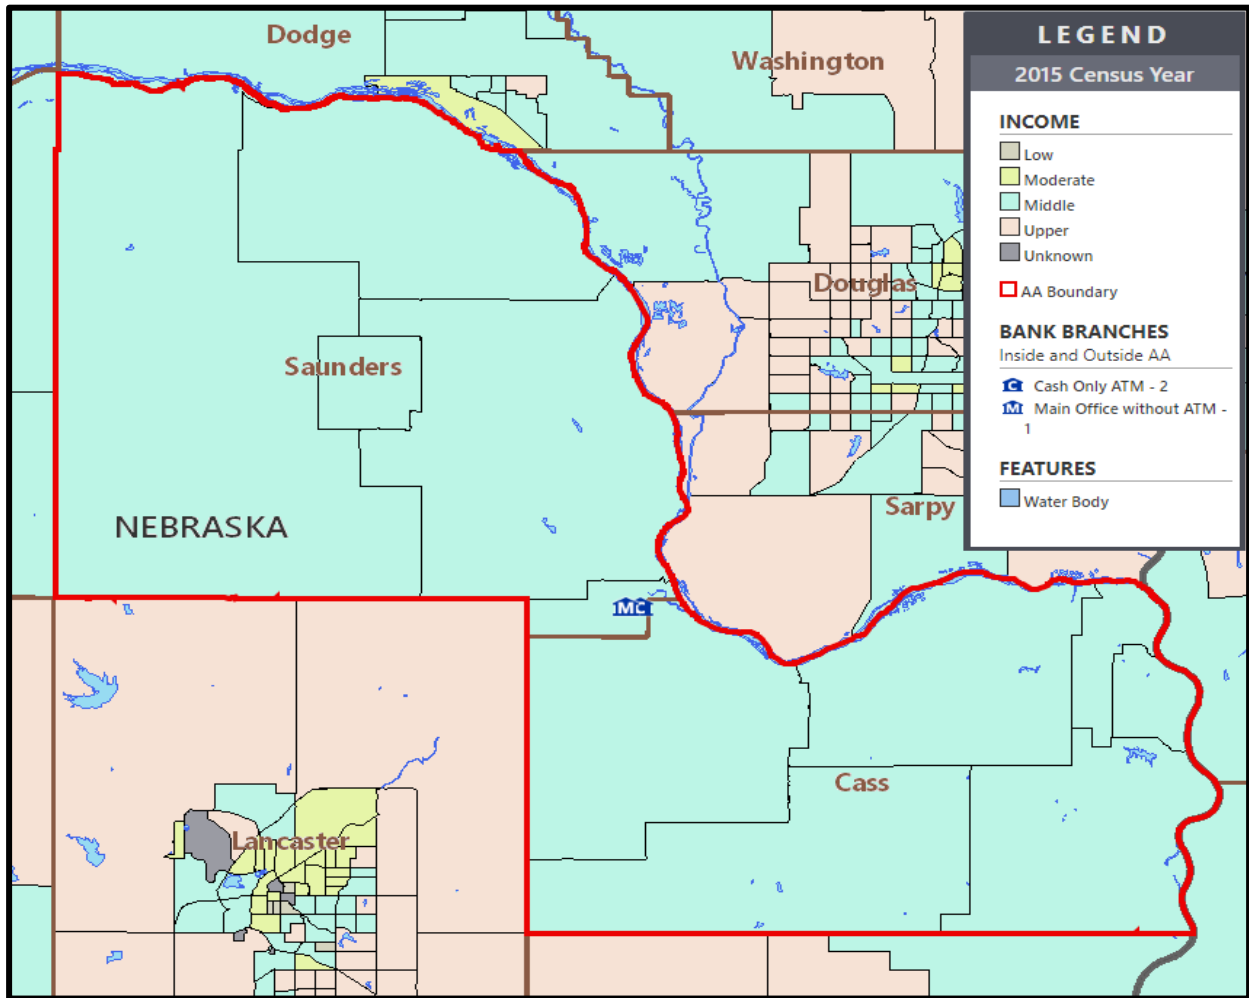 Dodge
Washington
Douglas
Saunders
NEBRASKA
Sarpy
MC
Cass
Lancaster
LEGEND
2015 Census Year
INCOME
Low
Moderate
Middle
Upper
Unknown
AA Boundary
BANK BRANCHES
Inside and Outside AA
C Cash Only ATM - 2
M Main Office without ATM -
1
FEATURES
Water Body